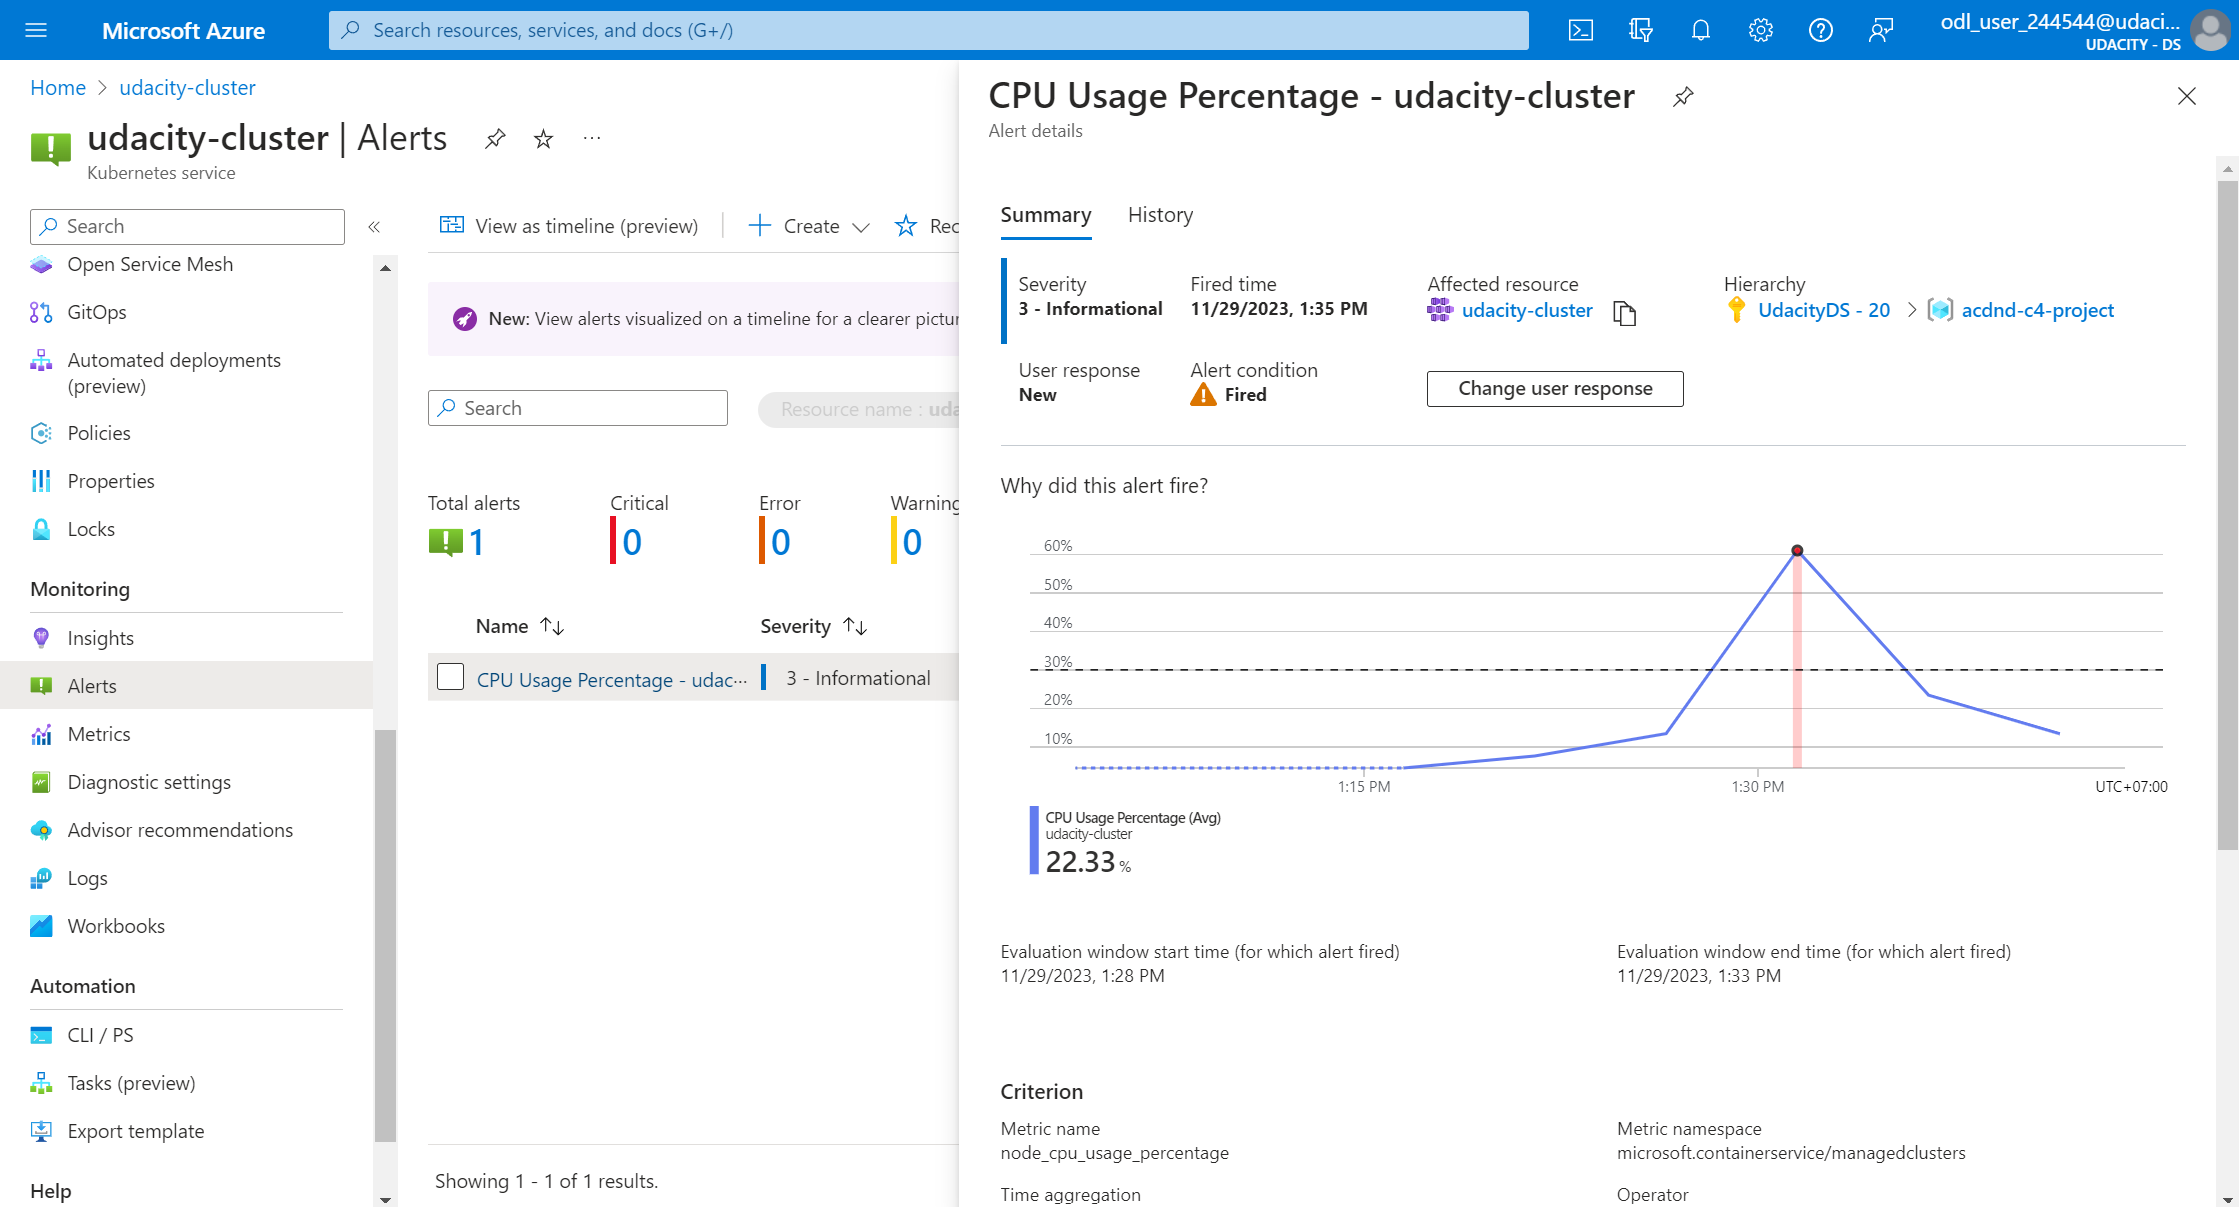 Microsoft Azure
Search resources, services, and docs (G+/)
odl_user_244544@udaci...
UDACITY - DS
Home > udacity-cluster
udacity-cluster | Alerts
Kubernetes service
Search
Open Service Mesh
GitOps
Automated deployments
(preview)
Policies
Properties
Locks
Monitoring
Insights
Alerts
Metrics
Diagnostic settings
Advisor recommendations
Logs
Workbooks
Automation
CLI / PS
Tasks (preview)
Export template
Help
View as timeline (preview)
Create
Rec
New: View alerts visualized on a timeline for a clearer pictur
Search
Resource name : uda
Total alerts
1
Critical
0
Error
0
Warning
0
Name
Severity
CPU Usage Percentage - udac...
3 - Informational
Showing 1 - 1 of 1 results.
CPU Usage Percentage - udacity-cluster
Alert details
Summary
History
Severity
3 - Informational
Fired time
11/29/2023, 1:35 PM
Affected resource
udacity-cluster
Hierarchy
UdacityDS - 20 > acdnd-c4-project
User response
New
Alert condition
Fired
Change user response
Why did this alert fire?
60%
50%
40%
30%
20%
10%
1:15 PM
1:30 PM
UTC+07:00
CPU Usage Percentage (Avg)
udacity-cluster
22.33 %
Evaluation window start time (for which alert fired)
11/29/2023, 1:28 PM
Evaluation window end time (for which alert fired)
11/29/2023, 1:33 PM
Criterion
Metric name
node_cpu_usage_percentage
Metric namespace
microsoft.containerservice/managedclusters
Time aggregation
Operator